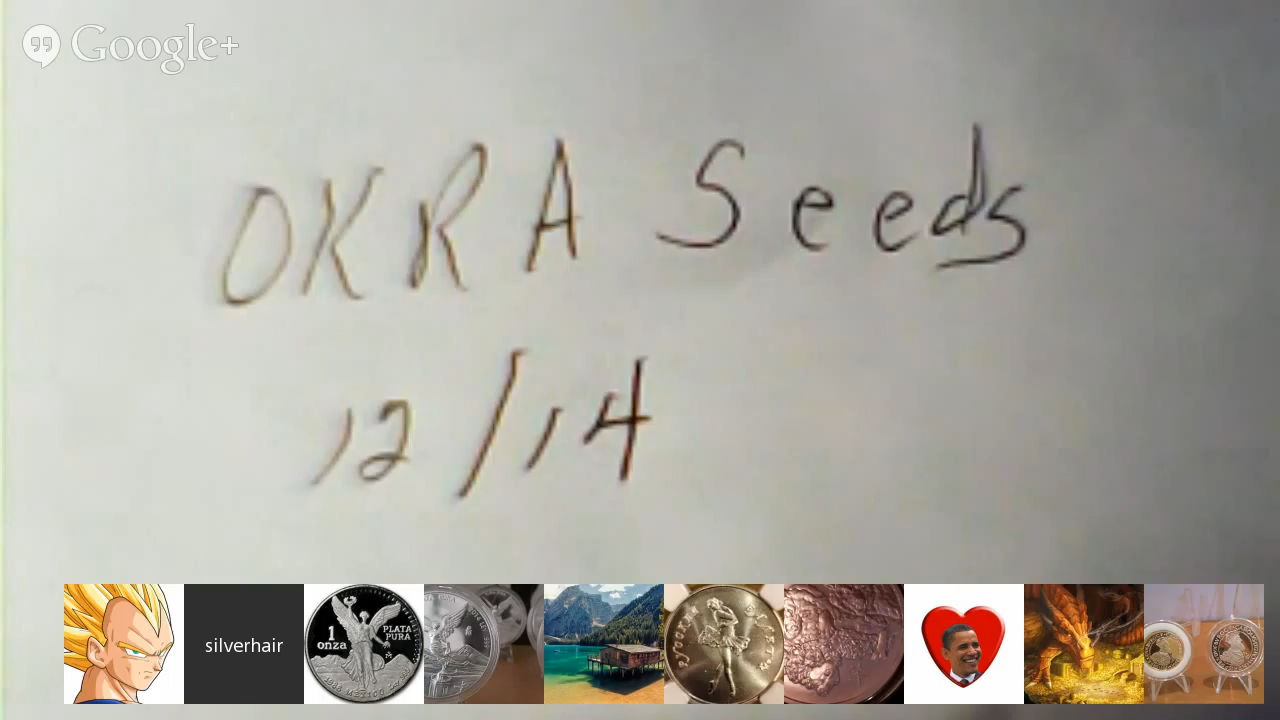 Google+
OKRA Seeds
12/14
silverhair
1
onza
PLATA
PURA